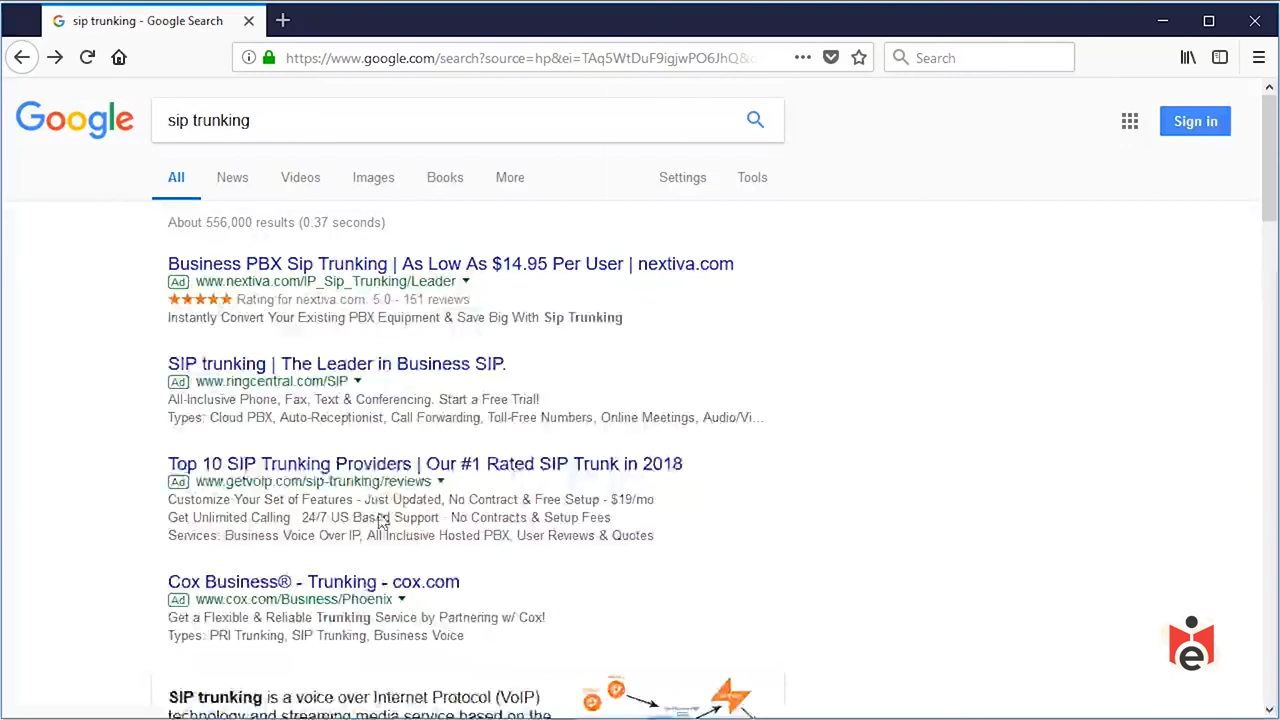 sip trunking - Google Search
https://www.google.com/search?source=hp&ei=TAq5WtDuF9igjwPO6JhQ&
Search
Google
sip trunking
Sign in
All News Videos Images Books More Settings Tools
About 556,000 results (0.37 seconds)
Business PBX Sip Trunking | As Low As $14.95 Per User | nextiva.com
Ad www.nextiva.com/IP_Sip_Trunking/Leader
Rating for nextiva.com 5.0 - 151 reviews
Instantly Convert Your Existing PBX Equipment & Save Big With Sip Trunking
SIP trunking | The Leader in Business SIP.
Ad www.ringcentral.com/SIP
All-Inclusive Phone, Fax, Text & Conferencing. Start a Free Trial!
Types: Cloud PBX, Auto-Receptionist, Call Forwarding, Toll-Free Numbers, Online Meetings, Audio/Vi...
Top 10 SIP Trunking Providers | Our #1 Rated SIP Trunk in 2018
Ad www.getvoip.com/sip-trunking/reviews
Customize Your Set of Features - Just Updated, No Contract & Free Setup - $19/mo
Get Unlimited Calling · 24/7 US Based Support · No Contracts & Setup Fees
Services: Business Voice Over IP, All Inclusive Hosted PBX, User Reviews & Quotes
Cox Business® - Trunking - cox.com
Ad www.cox.com/Business/Phoenix
Get a Flexible & Reliable Trunking Service by Partnering w/ Cox!
Types: PRI Trunking, SIP Trunking, Business Voice
SIP trunking is a voice over Internet Protocol (VoIP)
technology and streaming media service based on the
e